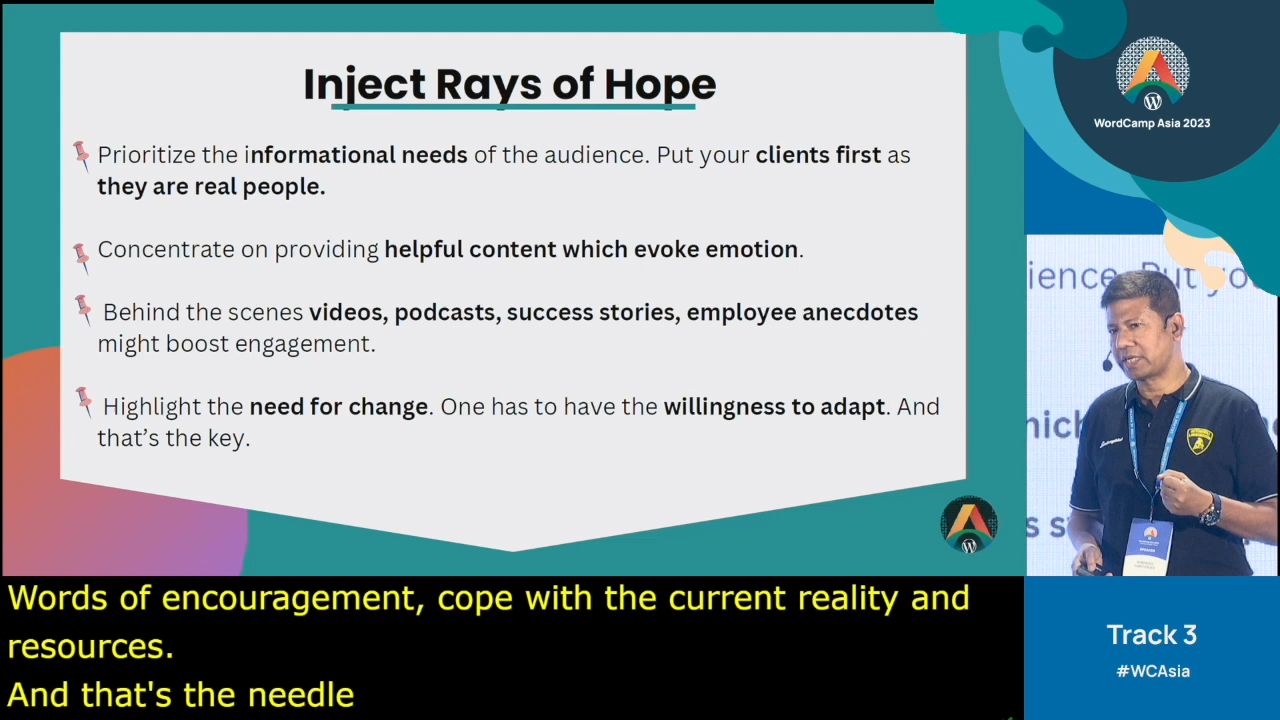 Inject Rays of Hope
Prioritize the informational needs of the audience. Put your clients first as
they are real people.
Concentrate on providing helpful content which evoke emotion.
Behind the scenes videos, podcasts, success stories, employee anecdotes
might boost engagement.
Highlight the need for change. One has to have the willingness to adapt. And
that's the key.
WordCamp Asia 2023
ience. Put yo
hich
s s
Track 3
#WCAsia
Words of encouragement, cope with the current reality and
resources.
And that's the needle